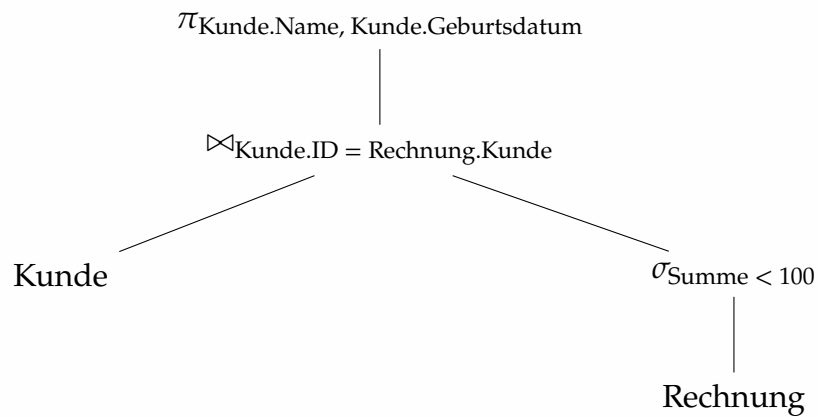 πKunde.Name, Kunde.Geburtsdatum
⋈Kunde.ID = Rechnung.Kunde
Kunde
σSumme < 100
Rechnung